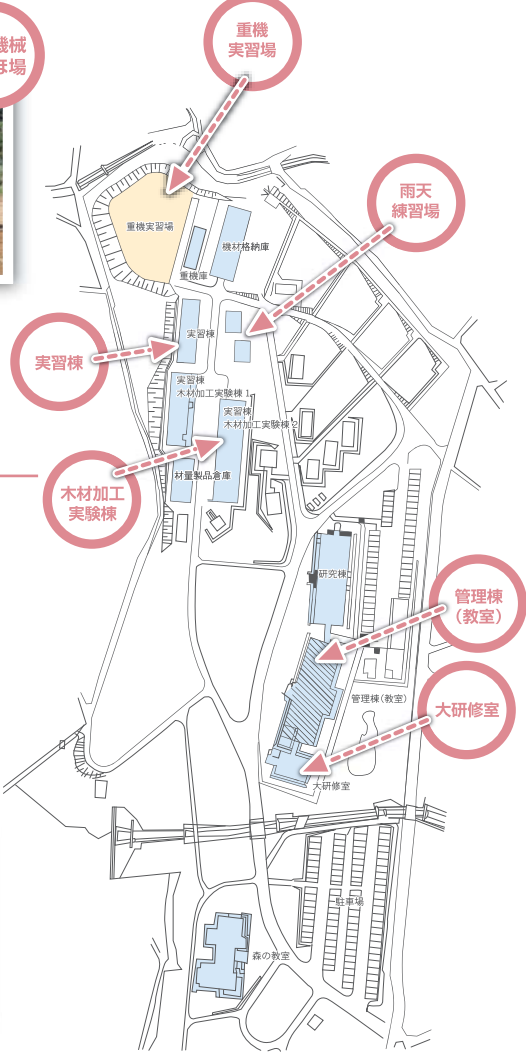 機械
ほ場
重機
実習場
雨天
練習場
重機実習場
機材格納庫
重機庫
実習棟
実習棟
実習棟
木材加工実験棟 1
実習棟
木材加工実験棟 2
木材加工
実験棟
材量製品倉庫
研究棟
管理棟
（教室）
管理棟（教室）
大研修室
大研修室
駐車場
森の教室